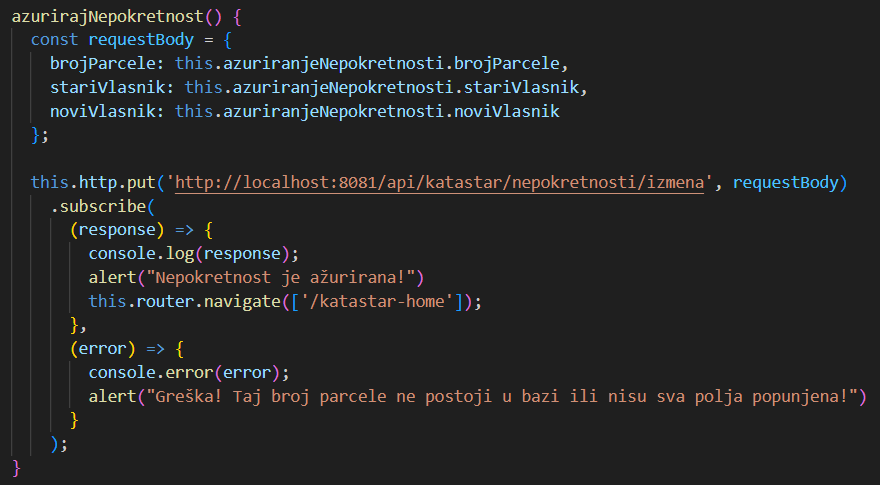 azurirajNepokretnost() {
  const requestBody = {
    brojParcele: this.azuriranjeNepokretnosti.brojParcele,
    stariVlasnik: this.azuriranjeNepokretnosti.stariVlasnik,
    noviVlasnik: this.azuriranjeNepokretnosti.noviVlasnik
  };

  this.http.put('http://localhost:8081/api/katastar/nepokretnosti/izmena', requestBody)
    .subscribe(
      (response) => {
        console.log(response);
        alert("Nepokretnost je ažurirana!")
        this.router.navigate(['/katastar-home']);
      },
      (error) => {
        console.error(error);
        alert("Greška! Taj broj parcele ne postoji u bazi ili nisu sva polja popunjena!")
      }
    );
}